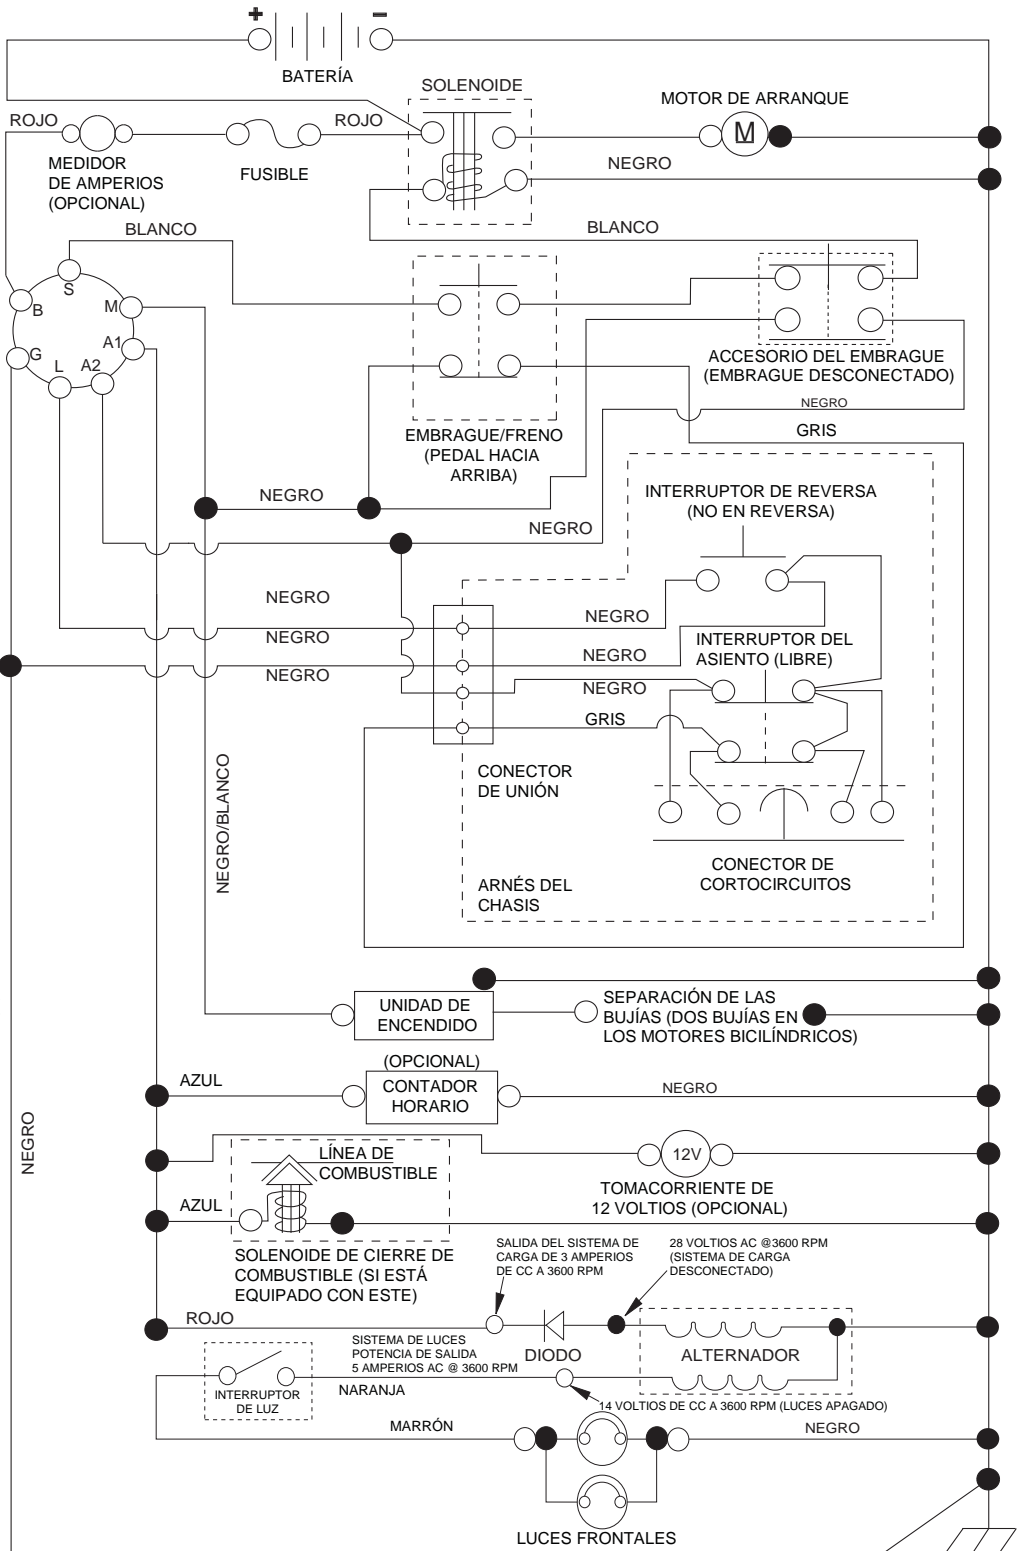 + −
BATERÍA
SOLENOIDE
MOTOR DE ARRANQUE
M
ROJO
ROJO
MEDIDOR
DE AMPERIOS
(OPCIONAL)
FUSIBLE
NEGRO
BLANCO
BLANCO
S
B
M
A1
G
L
A2
ACCESORIO DEL EMBRAGUE
(EMBRAGUE DESCONECTADO)
NEGRO
EMBRAGUE/FRENO
(PEDAL HACIA
ARRIBA)
GRIS
NEGRO
INTERRUPTOR DE REVERSA
(NO EN REVERSA)
NEGRO
NEGRO
NEGRO
NEGRO
INTERRUPTOR DEL
ASIENTO (LIBRE)
NEGRO
NEGRO
NEGRO
GRIS
NEGRO/BLANCO
CONECTOR
DE UNIÓN
CONECTOR DE
CORTOCIRCUITOS
ARNÉS DEL
CHASIS
UNIDAD DE
ENCENDIDO
SEPARACIÓN DE LAS
BUJÍAS (DOS BUJÍAS EN
LOS MOTORES BICILÍNDRICOS)
(OPCIONAL)
AZUL
CONTADOR
HORARIO
NEGRO
NEGRO
LÍNEA DE
COMBUSTIBLE
12V
TOMACORRIENTE DE
12 VOLTIOS (OPCIONAL)
AZUL
SOLENOIDE DE CIERRE DE
COMBUSTIBLE (SI ESTÁ
EQUIPADO CON ESTE)
SALIDA DEL SISTEMA DE
CARGA DE 3 AMPERIOS
DE CC A 3600 RPM
28 VOLTIOS AC @3600 RPM
(SISTEMA DE CARGA
DESCONECTADO)
ROJO
SISTEMA DE LUCES
POTENCIA DE SALIDA
5 AMPERIOS AC @ 3600 RPM
DIODO
ALTERNADOR
INTERRUPTOR
DE LUZ
NARANJA
14 VOLTIOS DE CC A 3600 RPM (LUCES APAGADO)
MARRÓN
NEGRO
LUCES FRONTALES